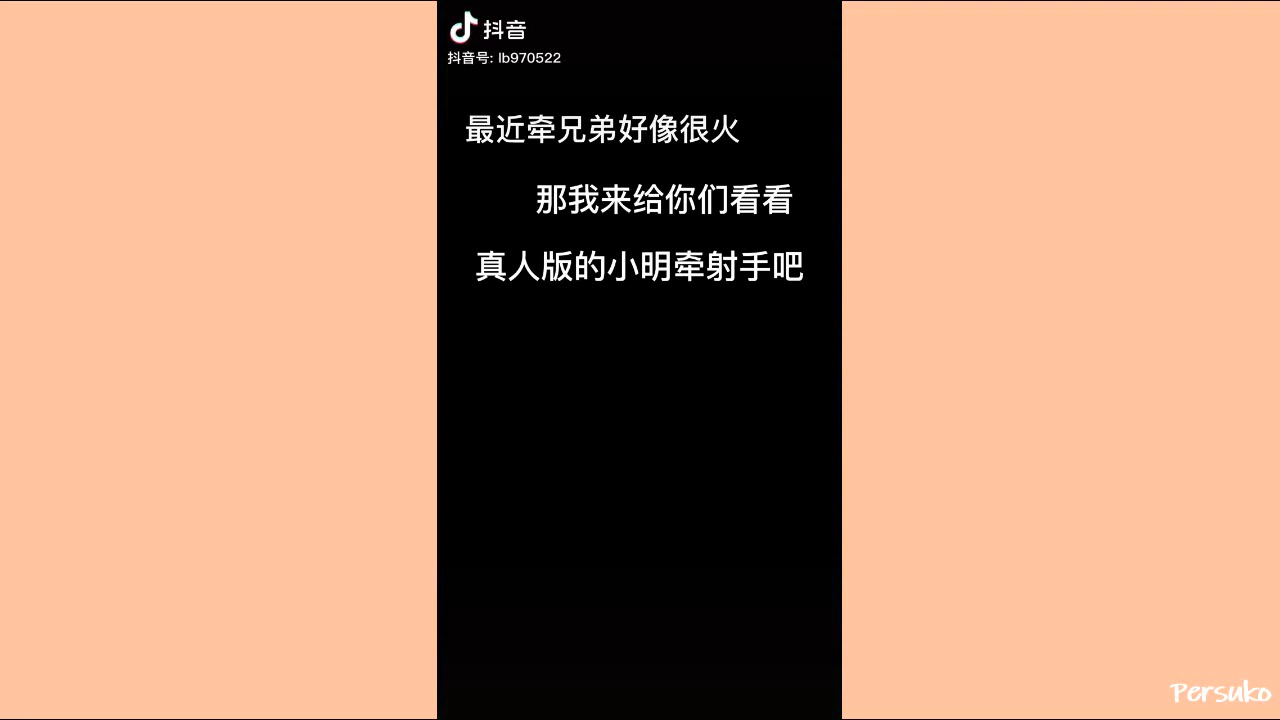 抖音
抖音号: lb970522
最近牵兄弟好像很火
那我来给你们看看
真人版的小明牵射手吧
Persuko